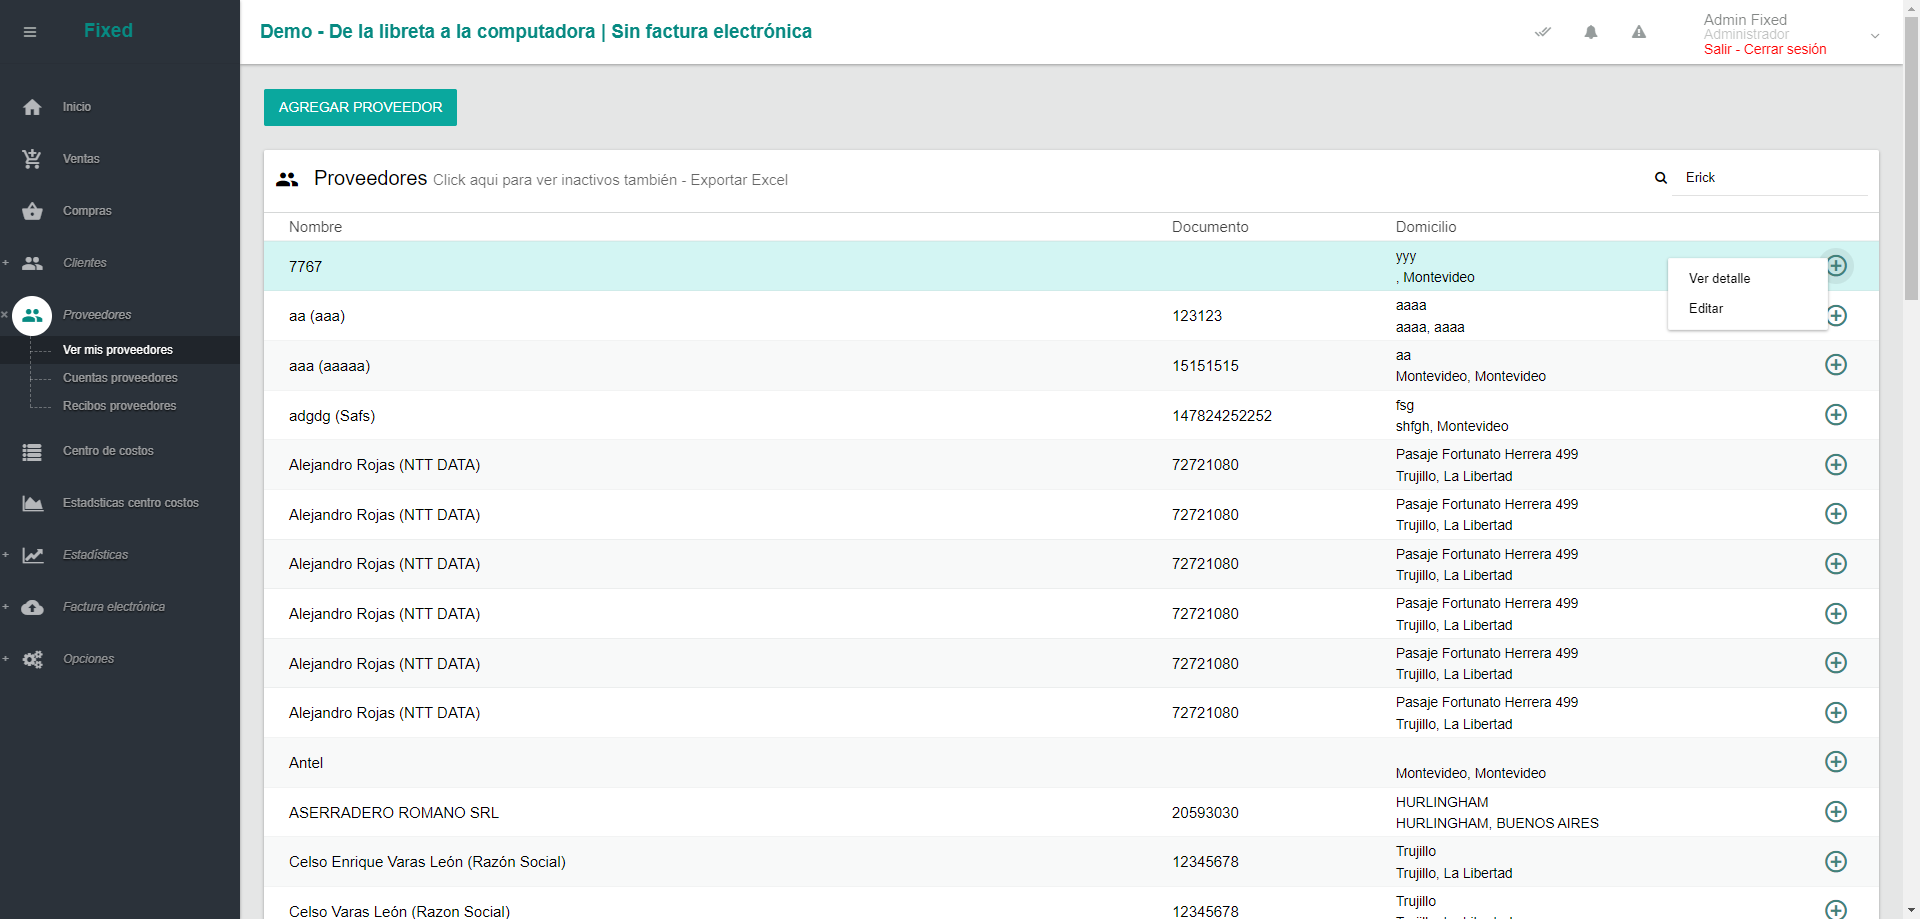 Fixed
Demo - De la libreta a la computadora | Sin factura electrónica
Admin Fixed
Administrador
Salir - Cerrar sesión
Inicio
Ventas
Compras
Clientes
Proveedores
Ver mis proveedores
Cuentas proveedores
Recibos proveedores
Centro de costos
Estadsticas centro costos
Estadísticas
Factura electrónica
Opciones
AGREGAR PROVEEDOR
Proveedores Click aqui para ver inactivos también - Exportar Excel
Erick
Nombre Documento Domicilio
7767 yyy
, Montevideo
Ver detalle
Editar
aa (aaa) 123123 aaaa
aaaa, aaaa
aaa (aaaaa) 15151515 aa
Montevideo, Montevideo
adgdg (Safs) 147824252252 fsg
shfgh, Montevideo
Alejandro Rojas (NTT DATA) 72721080 Pasaje Fortunato Herrera 499
Trujillo, La Libertad
Alejandro Rojas (NTT DATA) 72721080 Pasaje Fortunato Herrera 499
Trujillo, La Libertad
Alejandro Rojas (NTT DATA) 72721080 Pasaje Fortunato Herrera 499
Trujillo, La Libertad
Alejandro Rojas (NTT DATA) 72721080 Pasaje Fortunato Herrera 499
Trujillo, La Libertad
Alejandro Rojas (NTT DATA) 72721080 Pasaje Fortunato Herrera 499
Trujillo, La Libertad
Alejandro Rojas (NTT DATA) 72721080 Pasaje Fortunato Herrera 499
Trujillo, La Libertad
Antel
Montevideo, Montevideo
ASERRADERO ROMANO SRL 20593030 HURLINGHAM
HURLINGHAM, BUENOS AIRES
Celso Enrique Varas León (Razón Social) 12345678 Trujillo
Trujillo, La Libertad
Celso Varas León (Razon Social) 12345678 Trujillo